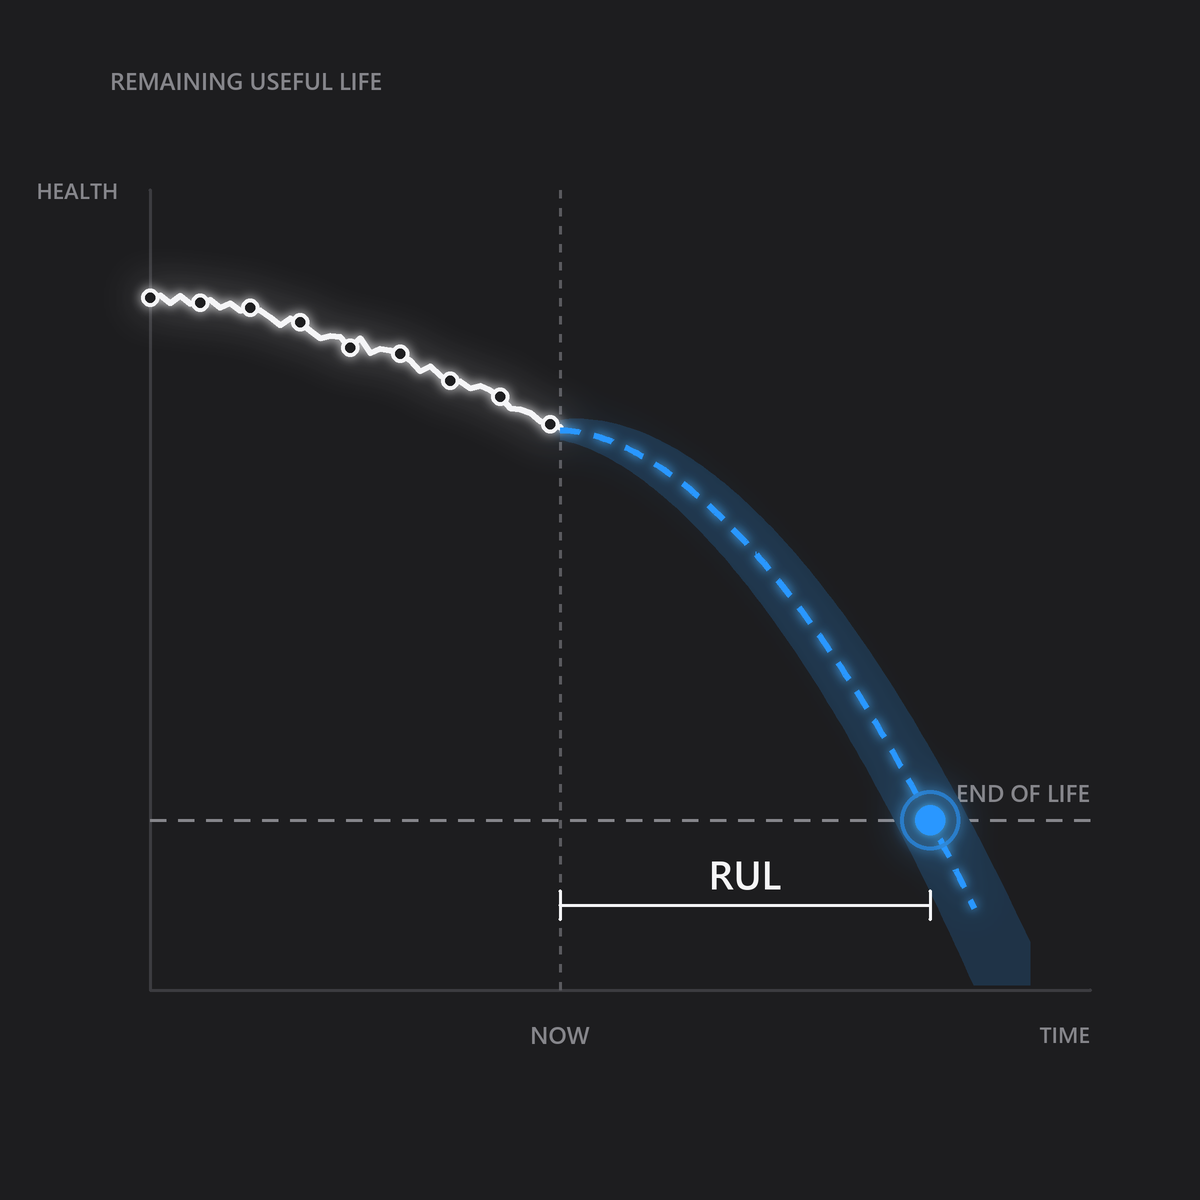 REMAINING USEFUL LIFE
HEALTH
END OF LIFE
RUL
NOW
TIME